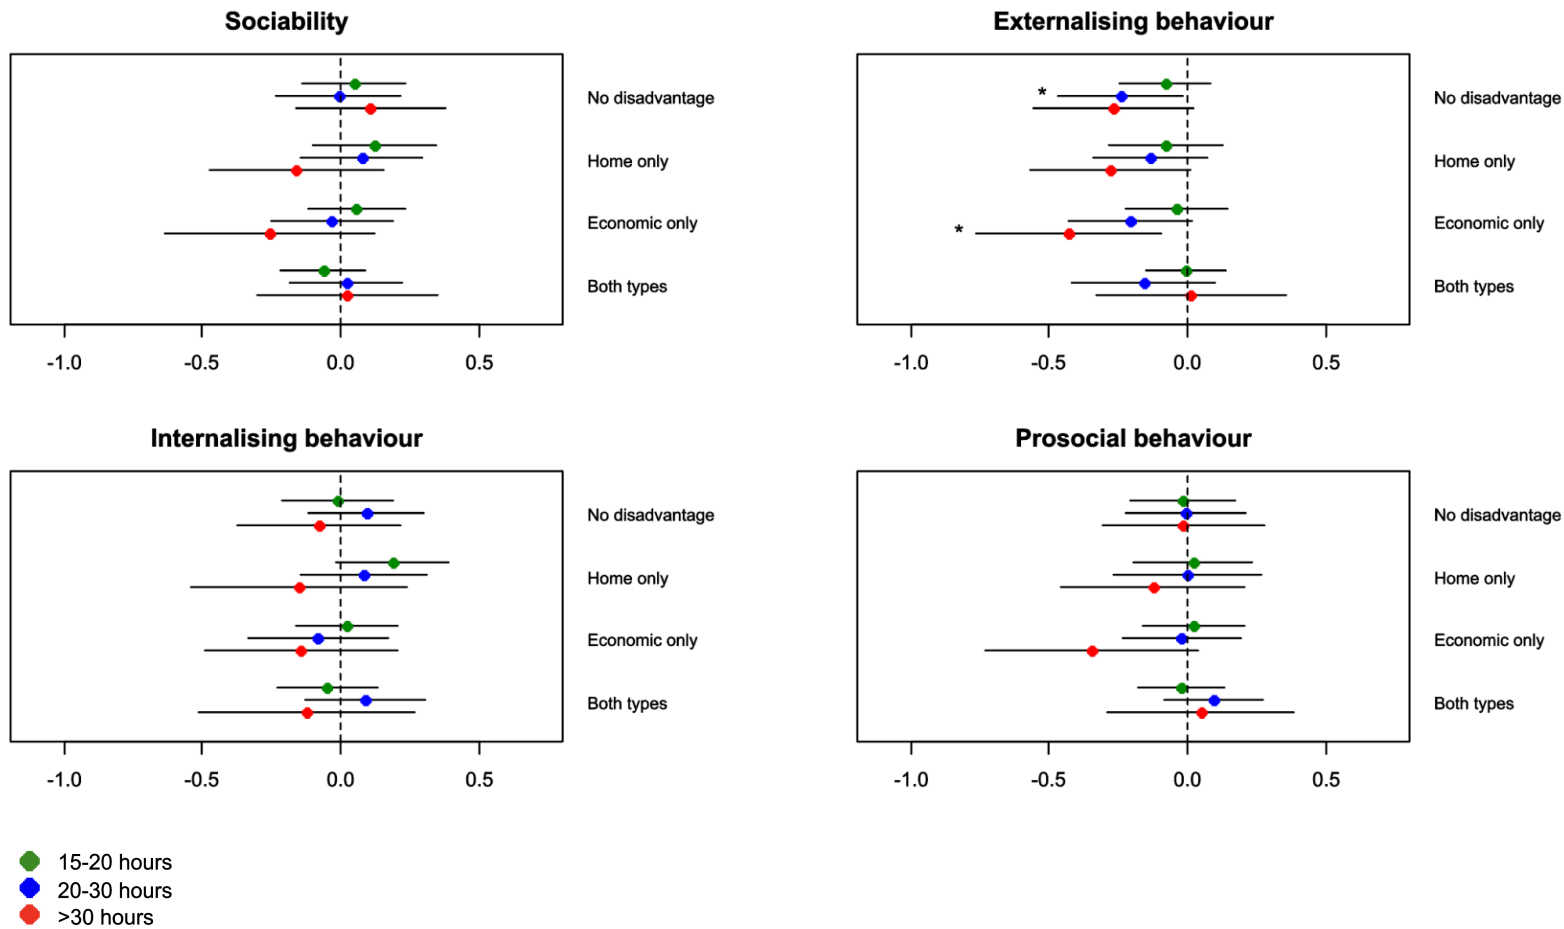 Sociability
No disadvantage
Home only
Economic only
Both types
-1.0 -0.5 0.0 0.5
Externalising behaviour
*
No disadvantage
Home only
*
Economic only
Both types
-1.0 -0.5 0.0 0.5
Internalising behaviour
No disadvantage
Home only
Economic only
Both types
-1.0 -0.5 0.0 0.5
Prosocial behaviour
No disadvantage
Home only
Economic only
Both types
-1.0 -0.5 0.0 0.5
15-20 hours
20-30 hours
>30 hours